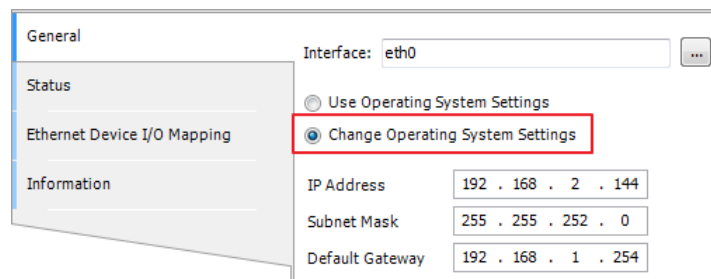 General
Interface: eth0 ...
Status
Use Operating System Settings
Ethernet Device I/O Mapping
Change Operating System Settings
Information
IP Address 192 . 168 . 2 . 144
Subnet Mask 255 . 255 . 252 . 0
Default Gateway 192 . 168 . 1 . 254